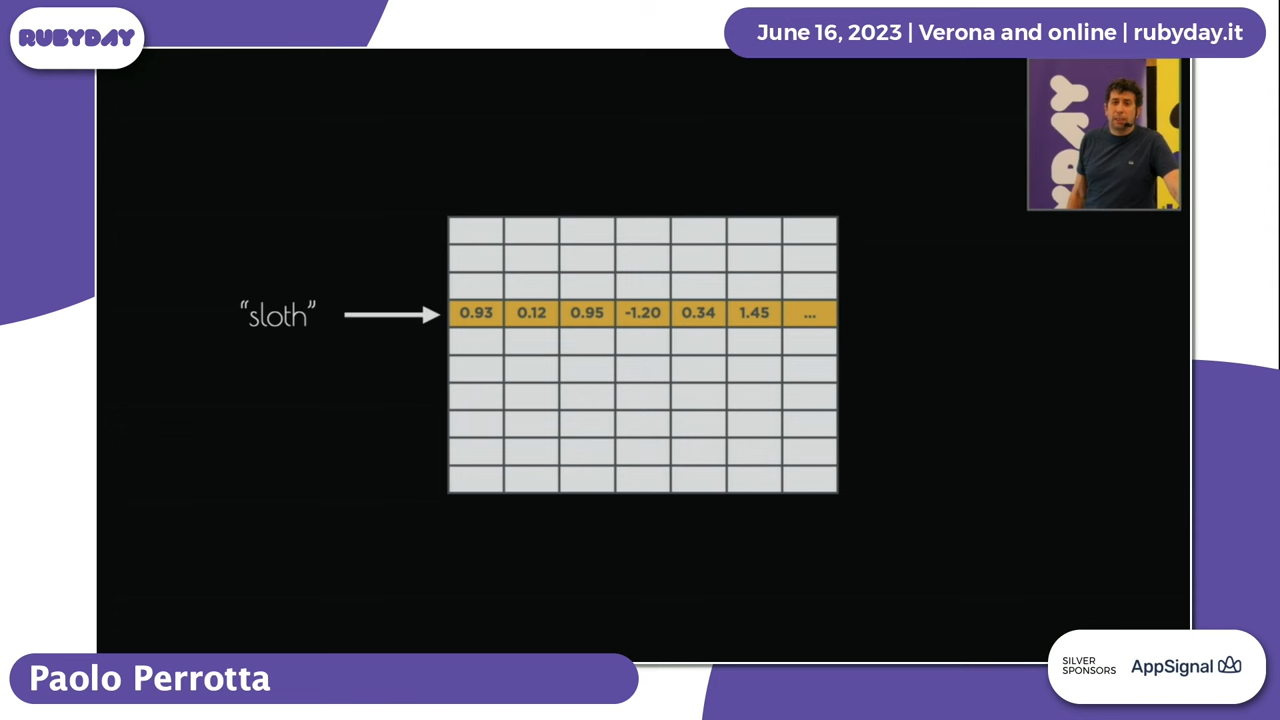 RUBYDAY
June 16, 2023 | Verona and online | rubyday.it
“sloth”
0.93 0.12 0.95 -1.20 0.34 1.45 ...
Paolo Perrotta
SILVER
SPONSORS
AppSignal